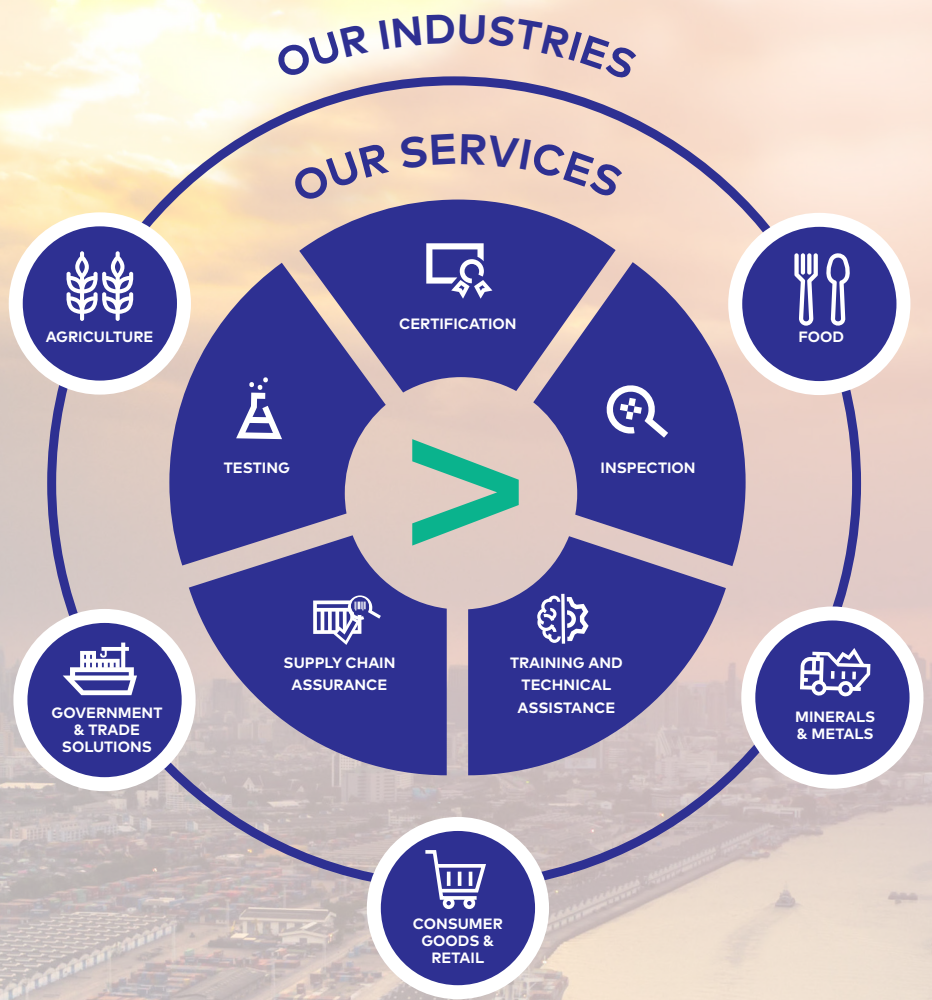 OUR INDUSTRIES
OUR SERVICES
CERTIFICATION
AGRICULTURE
FOOD
TESTING
INSPECTION
SUPPLY CHAIN
ASSURANCE
TRAINING AND
TECHNICAL
ASSISTANCE
GOVERNMENT
& TRADE
SOLUTIONS
MINERALS
& METALS
CONSUMER
GOODS &
RETAIL